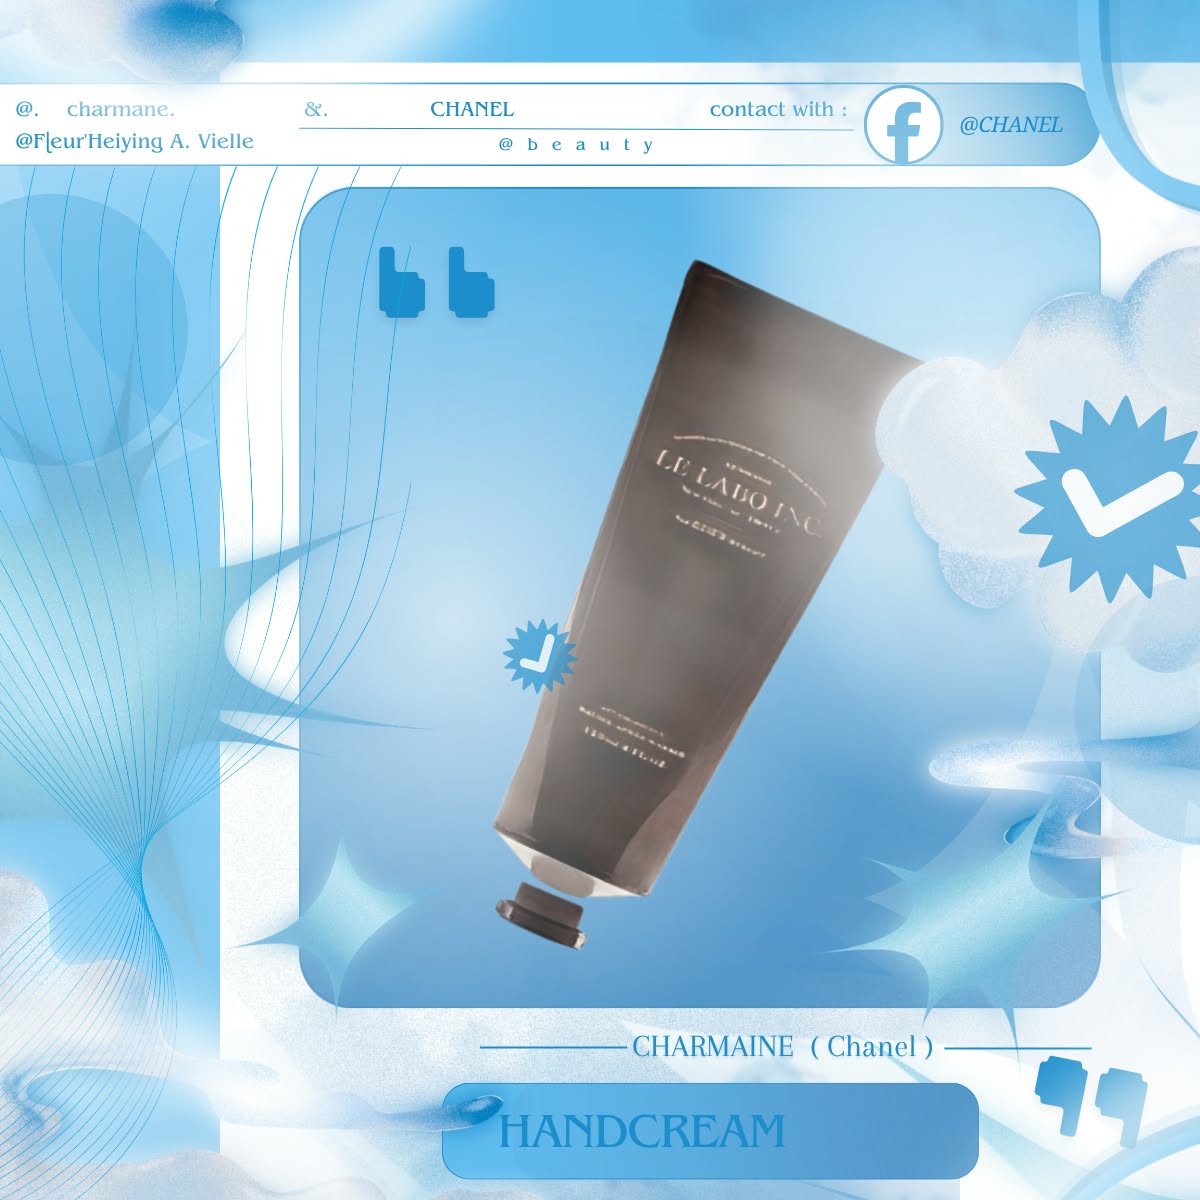 @. charmane. &. CHANEL contact with :
@Fleur'Heiying A. Vielle @ b e a u t y
@CHANEL
LE LABO INC.
CHARMAINE ( Chanel )
HANDCREAM